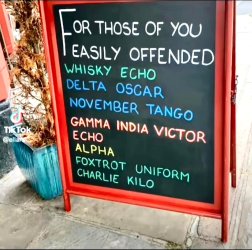 FOR THOSE OF YOU
EASILY OFFENDED
WHISKY ECHO
DELTA OSCAR
NOVEMBER TANGO
GAMMA INDIA VICTOR
ECHO
ALPHA
FOXTROT UNIFORM
CHARLIE KILO
TikTok